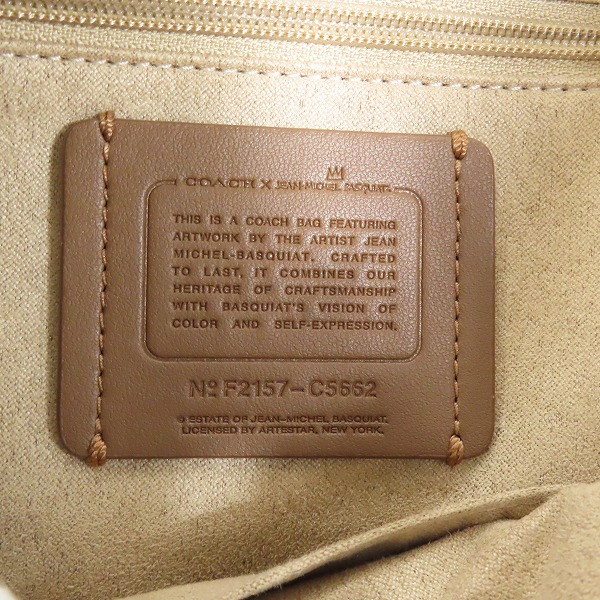 COACH X JEAN-MICHEL BASQUIAT
THIS IS A COACH BAG FEATURING
ARTWORK BY THE ARTIST JEAN
MICHEL-BASQUIAT. CRAFTED
TO LAST, IT COMBINES OUR
HERITAGE OF CRAFTSMANSHIP
WITH BASQUIAT'S VISION OF
COLOR AND SELF-EXPRESSION.
Nº F2157-C5662
© ESTATE OF JEAN-MICHEL BASQUIAT.
LICENSED BY ARTESTAR, NEW YORK.